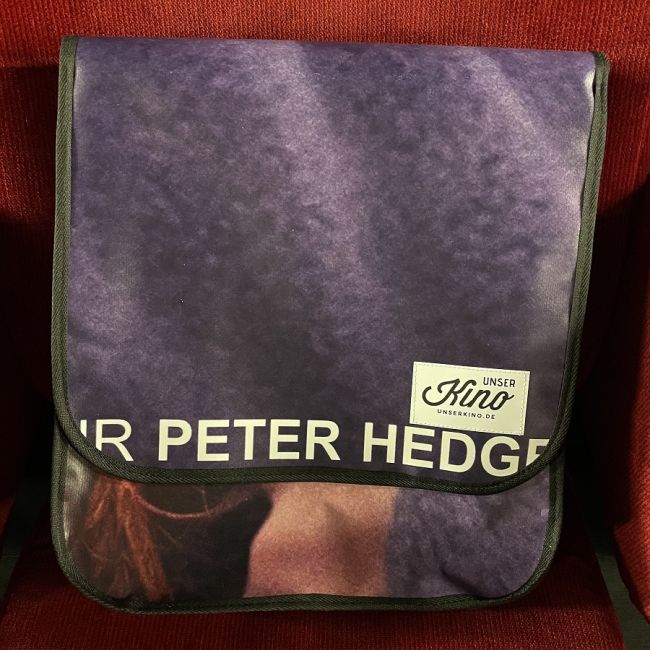 UNSER
Kino
UNSERKINO.DE
IR PETER HEDGE